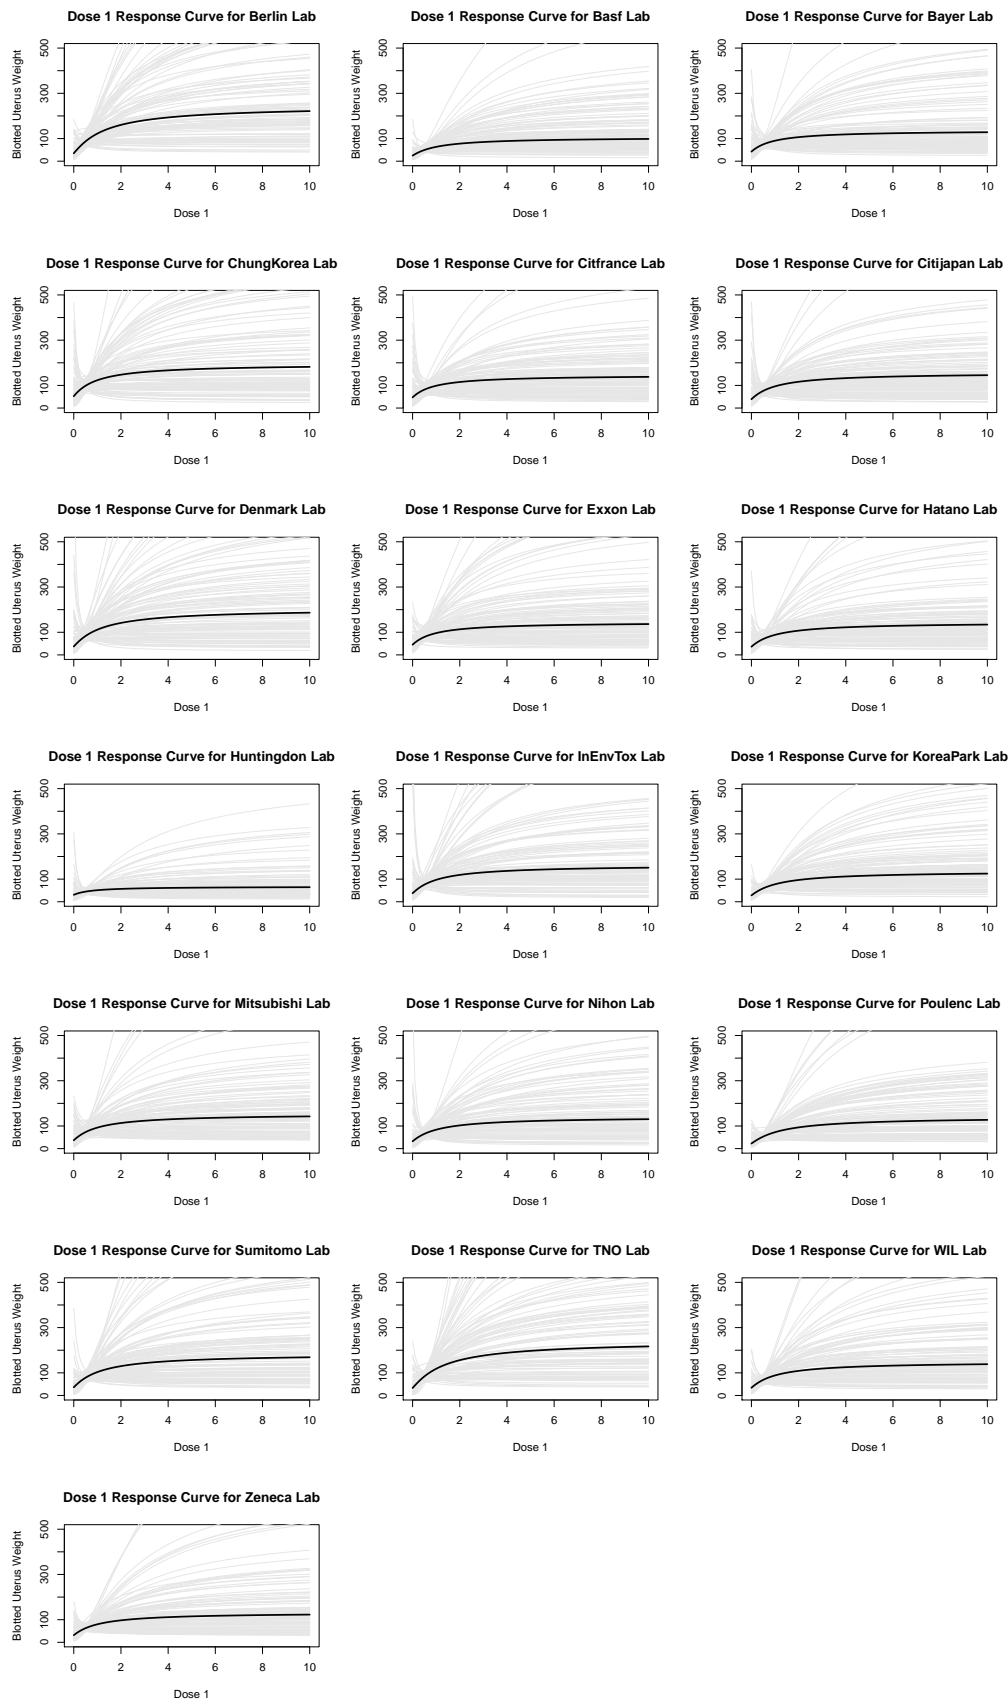 Dose 1 Response Curve for Berlin Lab
Blotted Uterus Weight
0 100 300 500
0 2 4 6 8 10
Dose 1
Dose 1 Response Curve for Basf Lab
Blotted Uterus Weight
0 100 300 500
0 2 4 6 8 10
Dose 1
Dose 1 Response Curve for Bayer Lab
Blotted Uterus Weight
0 100 300 500
0 2 4 6 8 10
Dose 1
Dose 1 Response Curve for ChungKorea Lab
Blotted Uterus Weight
0 100 300 500
0 2 4 6 8 10
Dose 1
Dose 1 Response Curve for Citfrance Lab
Blotted Uterus Weight
0 100 300 500
0 2 4 6 8 10
Dose 1
Dose 1 Response Curve for Citijapan Lab
Blotted Uterus Weight
0 100 300 500
0 2 4 6 8 10
Dose 1
Dose 1 Response Curve for Denmark Lab
Blotted Uterus Weight
0 100 300 500
0 2 4 6 8 10
Dose 1
Dose 1 Response Curve for Exxon Lab
Blotted Uterus Weight
0 100 300 500
0 2 4 6 8 10
Dose 1
Dose 1 Response Curve for Hatano Lab
Blotted Uterus Weight
0 100 300 500
0 2 4 6 8 10
Dose 1
Dose 1 Response Curve for Huntingdon Lab
Blotted Uterus Weight
0 100 300 500
0 2 4 6 8 10
Dose 1
Dose 1 Response Curve for InEnvTox Lab
Blotted Uterus Weight
0 100 300 500
0 2 4 6 8 10
Dose 1
Dose 1 Response Curve for KoreaPark Lab
Blotted Uterus Weight
0 100 300 500
0 2 4 6 8 10
Dose 1
Dose 1 Response Curve for Mitsubishi Lab
Blotted Uterus Weight
0 100 300 500
0 2 4 6 8 10
Dose 1
Dose 1 Response Curve for Nihon Lab
Blotted Uterus Weight
0 100 300 500
0 2 4 6 8 10
Dose 1
Dose 1 Response Curve for Poulenc Lab
Blotted Uterus Weight
0 100 300 500
0 2 4 6 8 10
Dose 1
Dose 1 Response Curve for Sumitomo Lab
Blotted Uterus Weight
0 100 300 500
0 2 4 6 8 10
Dose 1
Dose 1 Response Curve for TNO Lab
Blotted Uterus Weight
0 100 300 500
0 2 4 6 8 10
Dose 1
Dose 1 Response Curve for WIL Lab
Blotted Uterus Weight
0 100 300 500
0 2 4 6 8 10
Dose 1
Dose 1 Response Curve for Zeneca Lab
Blotted Uterus Weight
0 100 300 500
0 2 4 6 8 10
Dose 1